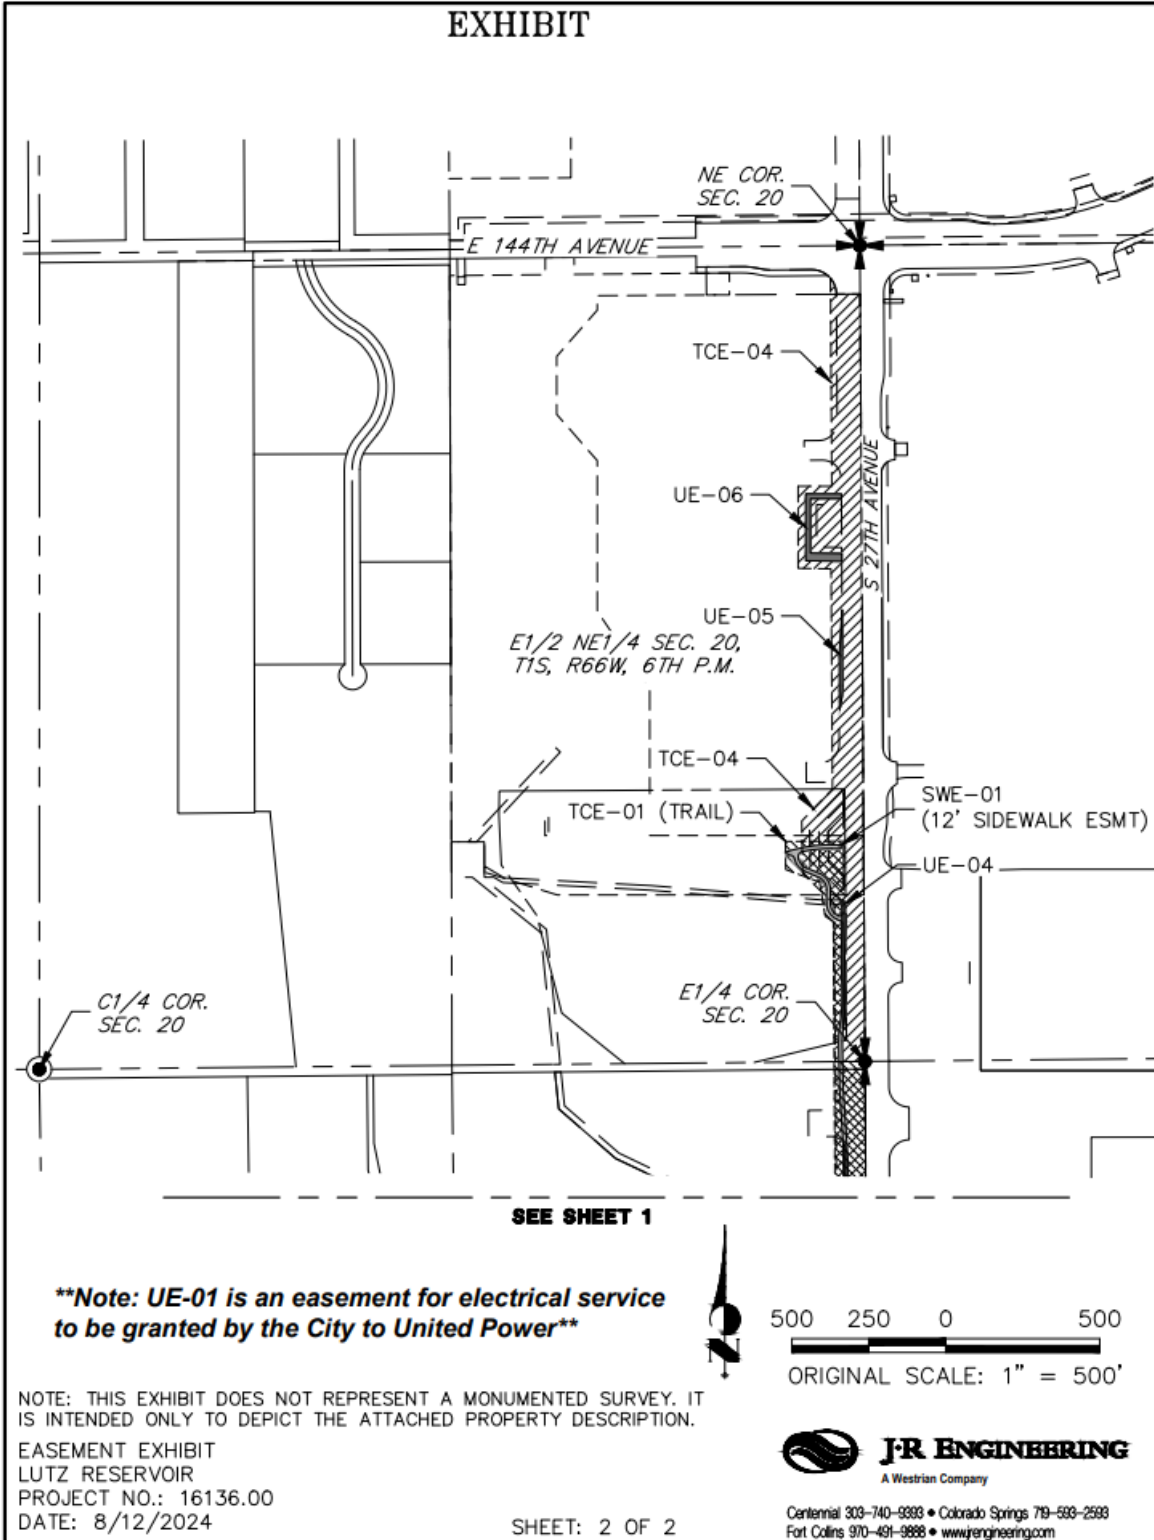 EXHIBIT
NE COR.
SEC. 20
E 144TH AVENUE
TCE-04
S 27TH AVENUE
UE-06
UE-05
E1/2 NE1/4 SEC. 20,
T1S, R66W, 6TH P.M.
TCE-04
TCE-01 (TRAIL)
SWE-01
(12' SIDEWALK ESMT)
UE-04
C1/4 COR.
SEC. 20
E1/4 COR.
SEC. 20
SEE SHEET 1
**Note: UE-01 is an easement for electrical service
to be granted by the City to United Power**
N
500 250 0 500
ORIGINAL SCALE: 1" = 500'
NOTE: THIS EXHIBIT DOES NOT REPRESENT A MONUMENTED SURVEY. IT
IS INTENDED ONLY TO DEPICT THE ATTACHED PROPERTY DESCRIPTION.
EASEMENT EXHIBIT
LUTZ RESERVOIR
PROJECT NO.: 16136.00
DATE: 8/12/2024
SHEET: 2 OF 2
J·R ENGINEERING
A Westrian Company
Centennial 303-740-9393 • Colorado Springs 719-593-2593
Fort Collins 970-491-9888 • www.jrengineering.com